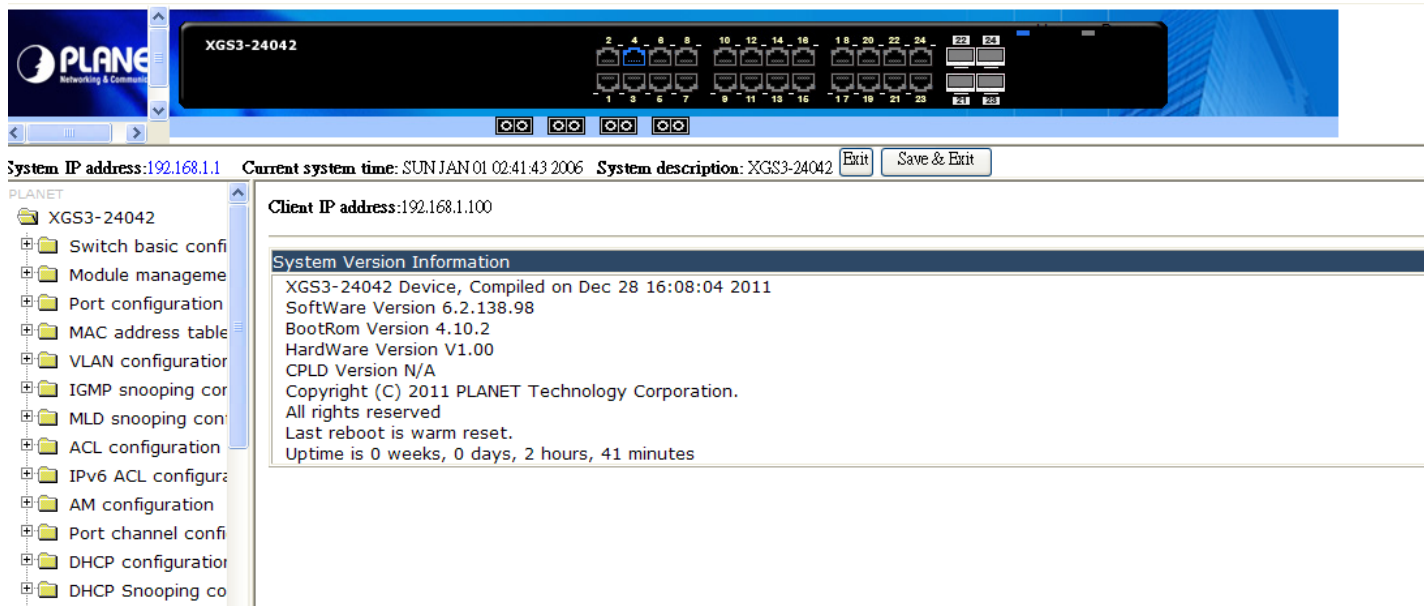 PLANE
Networking & Communic
XGS3-24042
2 4 6 8 10 12 14 16 18 20 22 24 22 24
1 3 5 7 9 11 13 15 17 19 21 23 21 23
System IP address:192.168.1.1 Current system time: SUN JAN 01 02:41:43 2006 System description: XGS3-24042 Exit Save & Exit
PLANET
XGS3-24042
Switch basic confi
Module manageme
Port configuration
MAC address table
VLAN configuration
IGMP snooping con
MLD snooping conf
ACL configuration
IPv6 ACL configura
AM configuration
Port channel confi
DHCP configuration
DHCP Snooping co
Client IP address:192.168.1.100
System Version Information
XGS3-24042 Device, Compiled on Dec 28 16:08:04 2011
SoftWare Version 6.2.138.98
BootRom Version 4.10.2
HardWare Version V1.00
CPLD Version N/A
Copyright (C) 2011 PLANET Technology Corporation.
All rights reserved
Last reboot is warm reset.
Uptime is 0 weeks, 0 days, 2 hours, 41 minutes